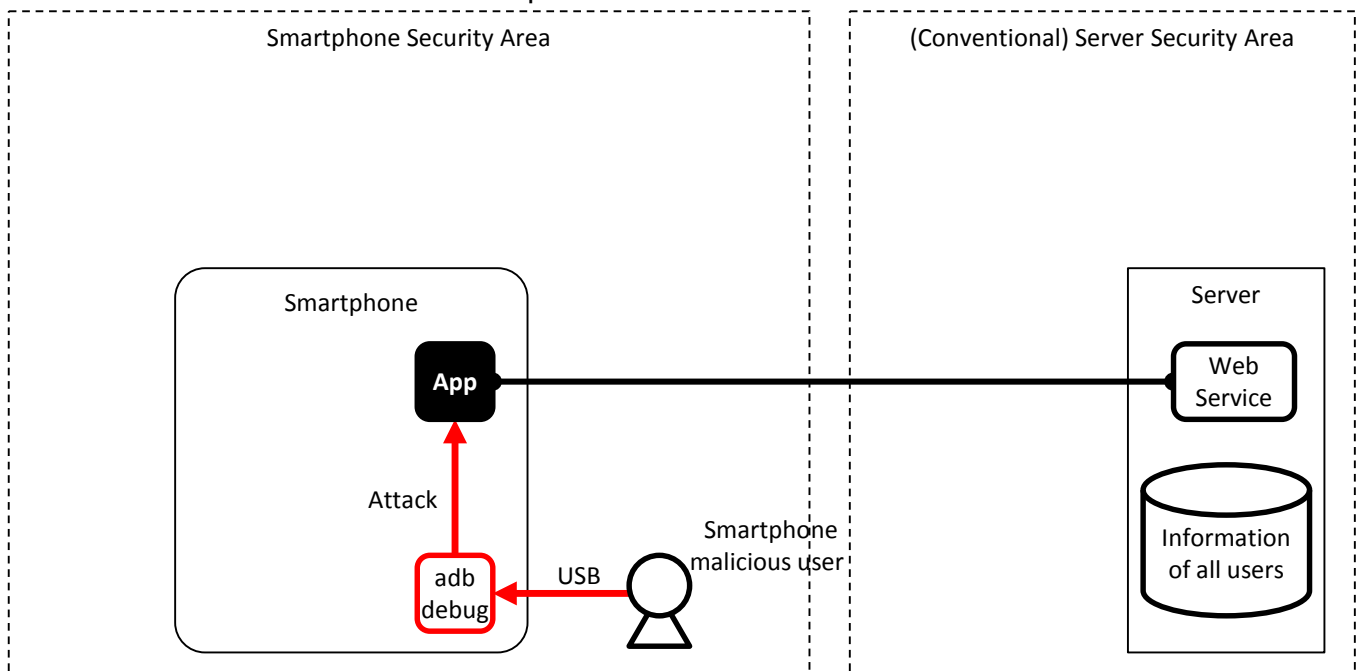 Smartphone Security Area
(Conventional) Server Security Area
Smartphone
Server
App
Web
Service
Attack
Smartphone
malicious user
Information
of all users
adb
debug
USB